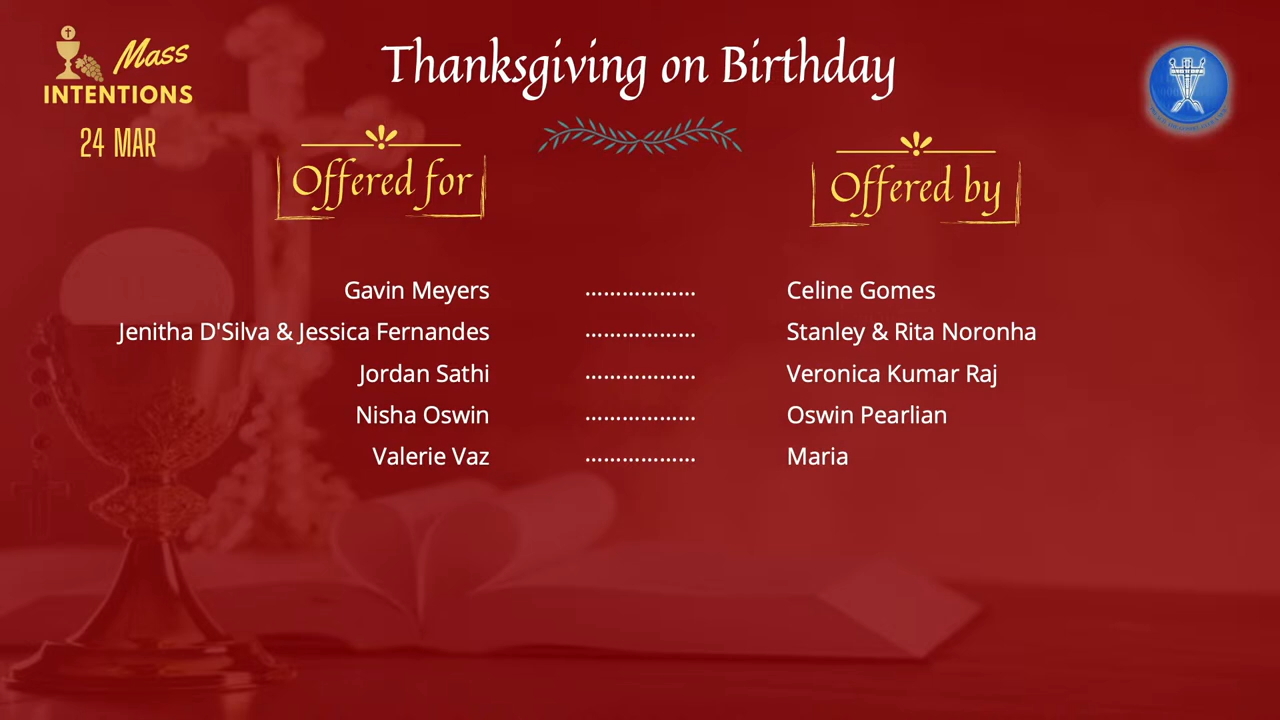 Mass
INTENTIONS
24 MAR
Thanksgiving on Birthday
Offered for
Offered by
Gavin Meyers .................. Celine Gomes
Jenitha D'Silva & Jessica Fernandes .................. Stanley & Rita Noronha
Jordan Sathi .................. Veronica Kumar Raj
Nisha Oswin .................. Oswin Pearlian
Valerie Vaz .................. Maria